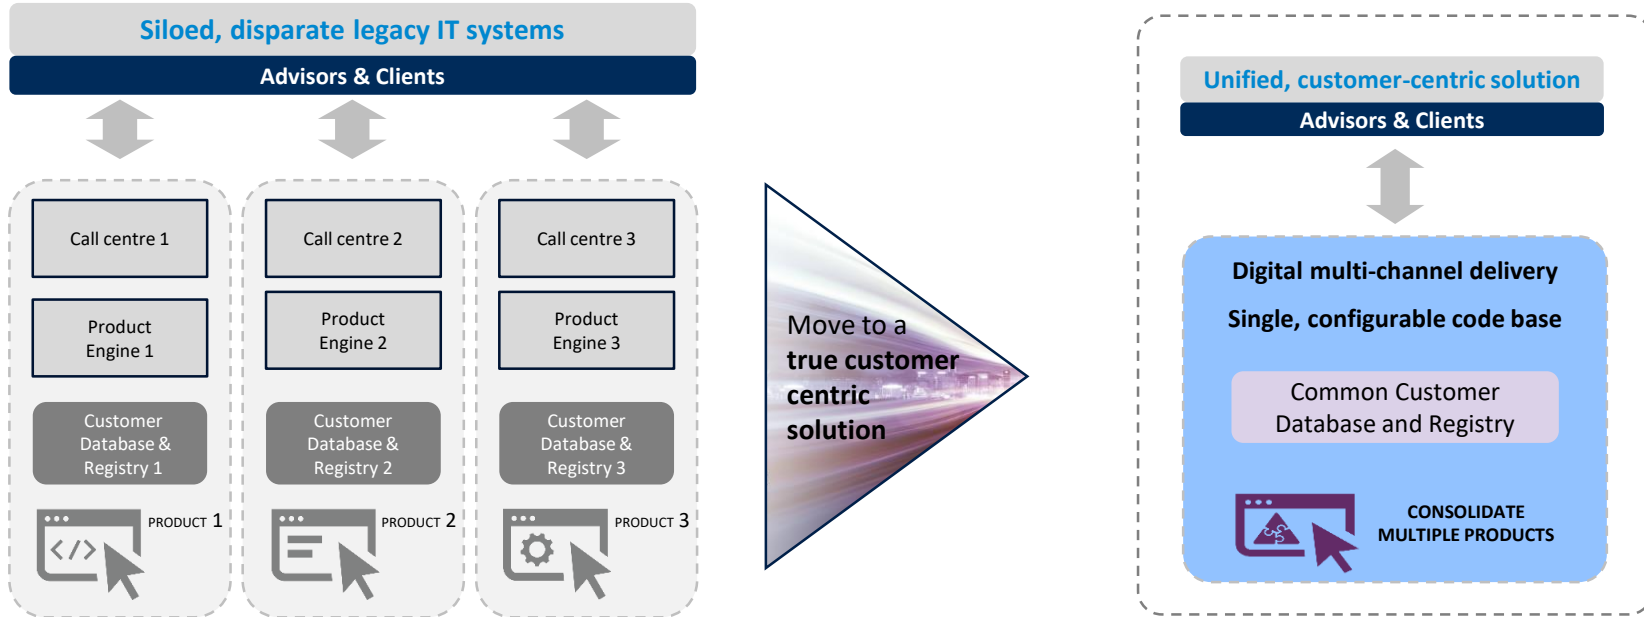 Siloed, disparate legacy IT systems
Advisors & Clients
Call centre 1
Product
Engine 1
Customer
Database &
Registry 1
PRODUCT 1
Call centre 2
Product
Engine 2
Customer
Database &
Registry 2
PRODUCT 2
Call centre 3
Product
Engine 3
Customer
Database &
Registry 3
PRODUCT 3
Move to a
true customer
centric
solution
Unified, customer-centric solution
Advisors & Clients
Digital multi-channel delivery
Single, configurable code base
Common Customer
Database and Registry
CONSOLIDATE
MULTIPLE PRODUCTS